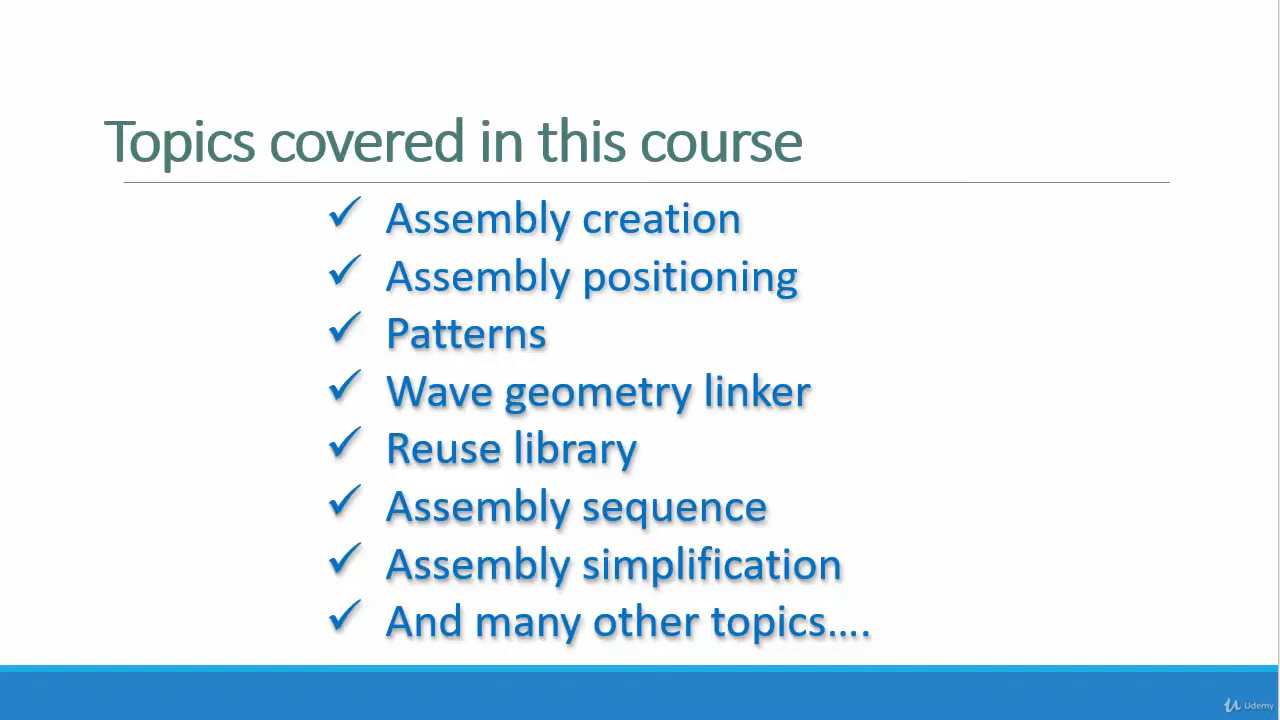 Topics covered in this course
✓ Assembly creation
✓ Assembly positioning
✓ Patterns
✓ Wave geometry linker
✓ Reuse library
✓ Assembly sequence
✓ Assembly simplification
✓ And many other topics....
Udemy